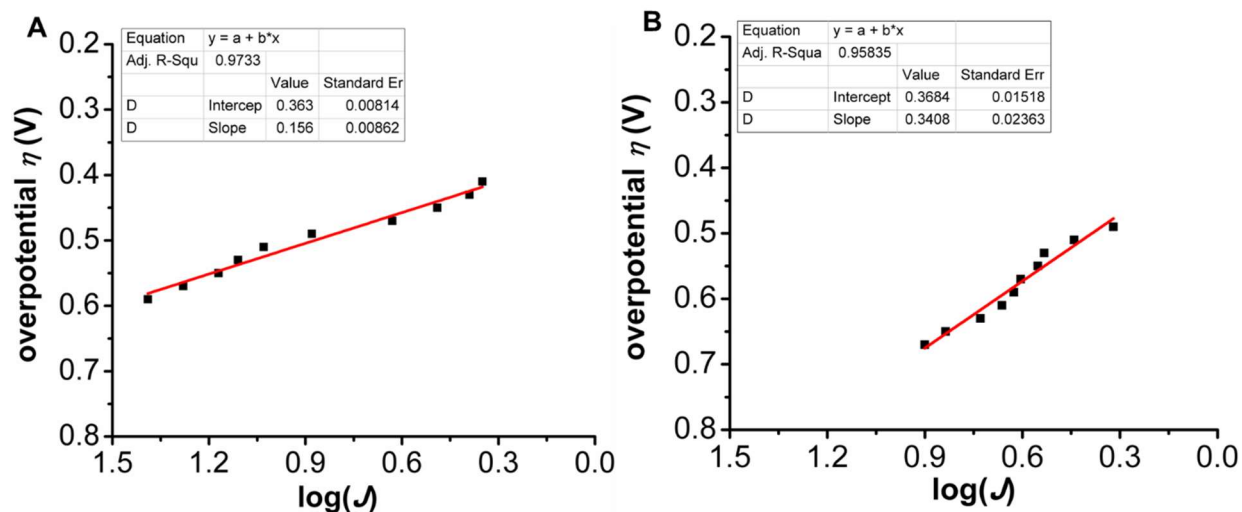 A
Equation y = a + b*x
Adj. R-Squ 0.9733
Value Standard Er
D Intercep 0.363 0.00814
D Slope 0.156 0.00862
0.2
0.3
0.4
0.5
0.6
0.7
0.8
overpotential η (V)
1.5 1.2 0.9 0.6 0.3 0.0
log(J)
B
Equation y = a + b*x
Adj. R-Squa 0.95835
Value Standard Err
D Intercept 0.3684 0.01518
D Slope 0.3408 0.02363
0.2
0.3
0.4
0.5
0.6
0.7
0.8
overpotential η (V)
1.5 1.2 0.9 0.6 0.3 0.0
log(J)